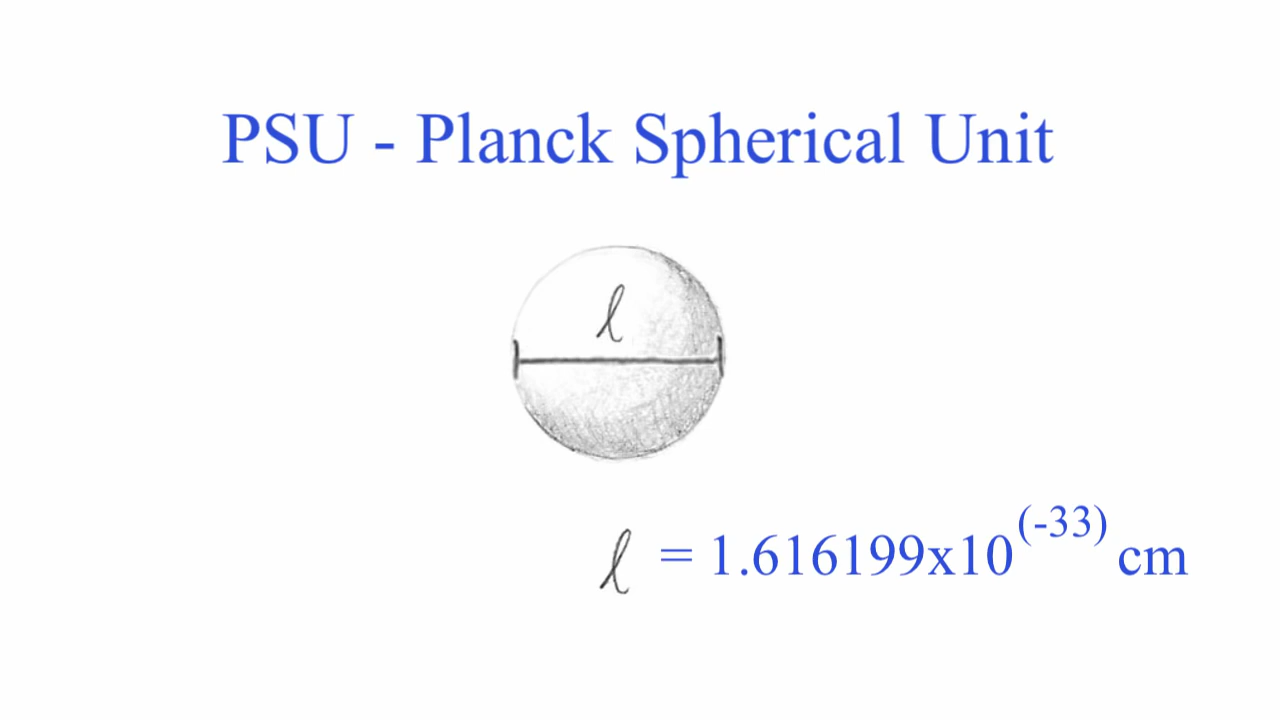 PSU - Planck Spherical Unit
ℓ
ℓ = 1.616199x10^(-33) cm